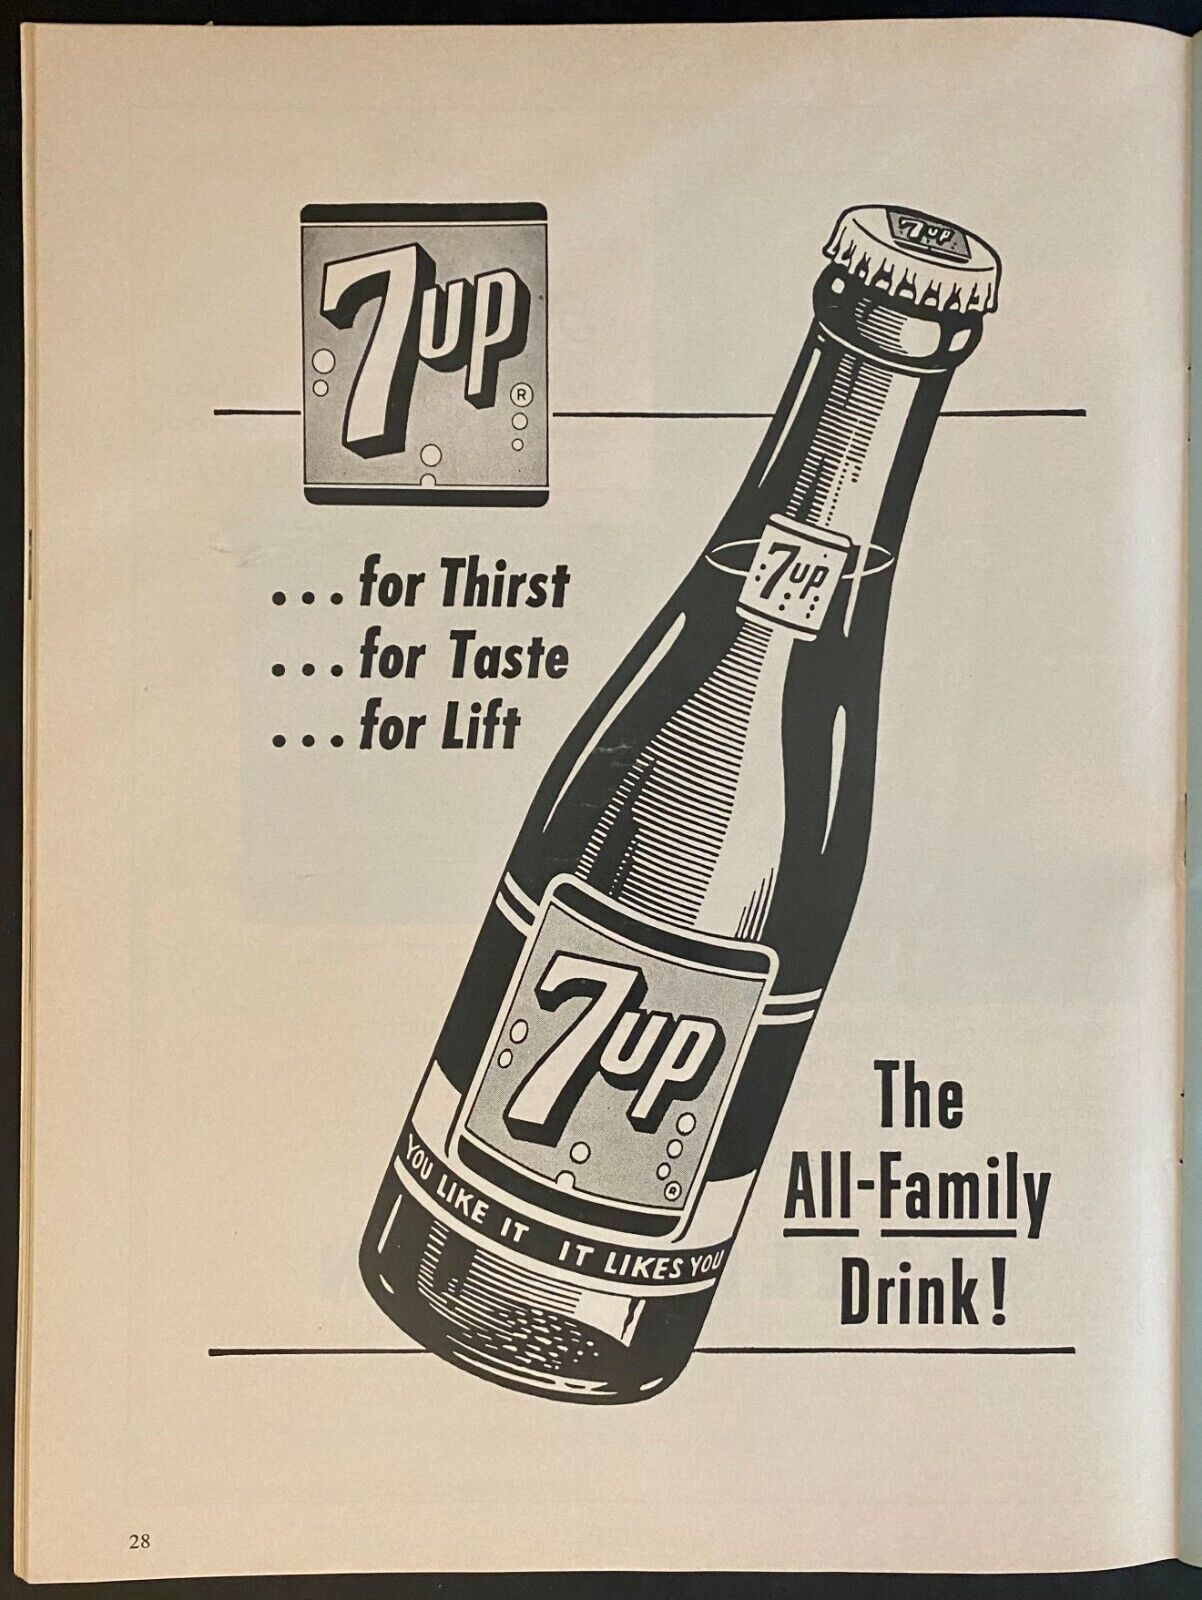 7up
7up
®
... for Thirst
... for Taste
... for Lift
7up
7up
®
YOU LIKE IT IT LIKES YOU
The
All-Family
Drink!
28